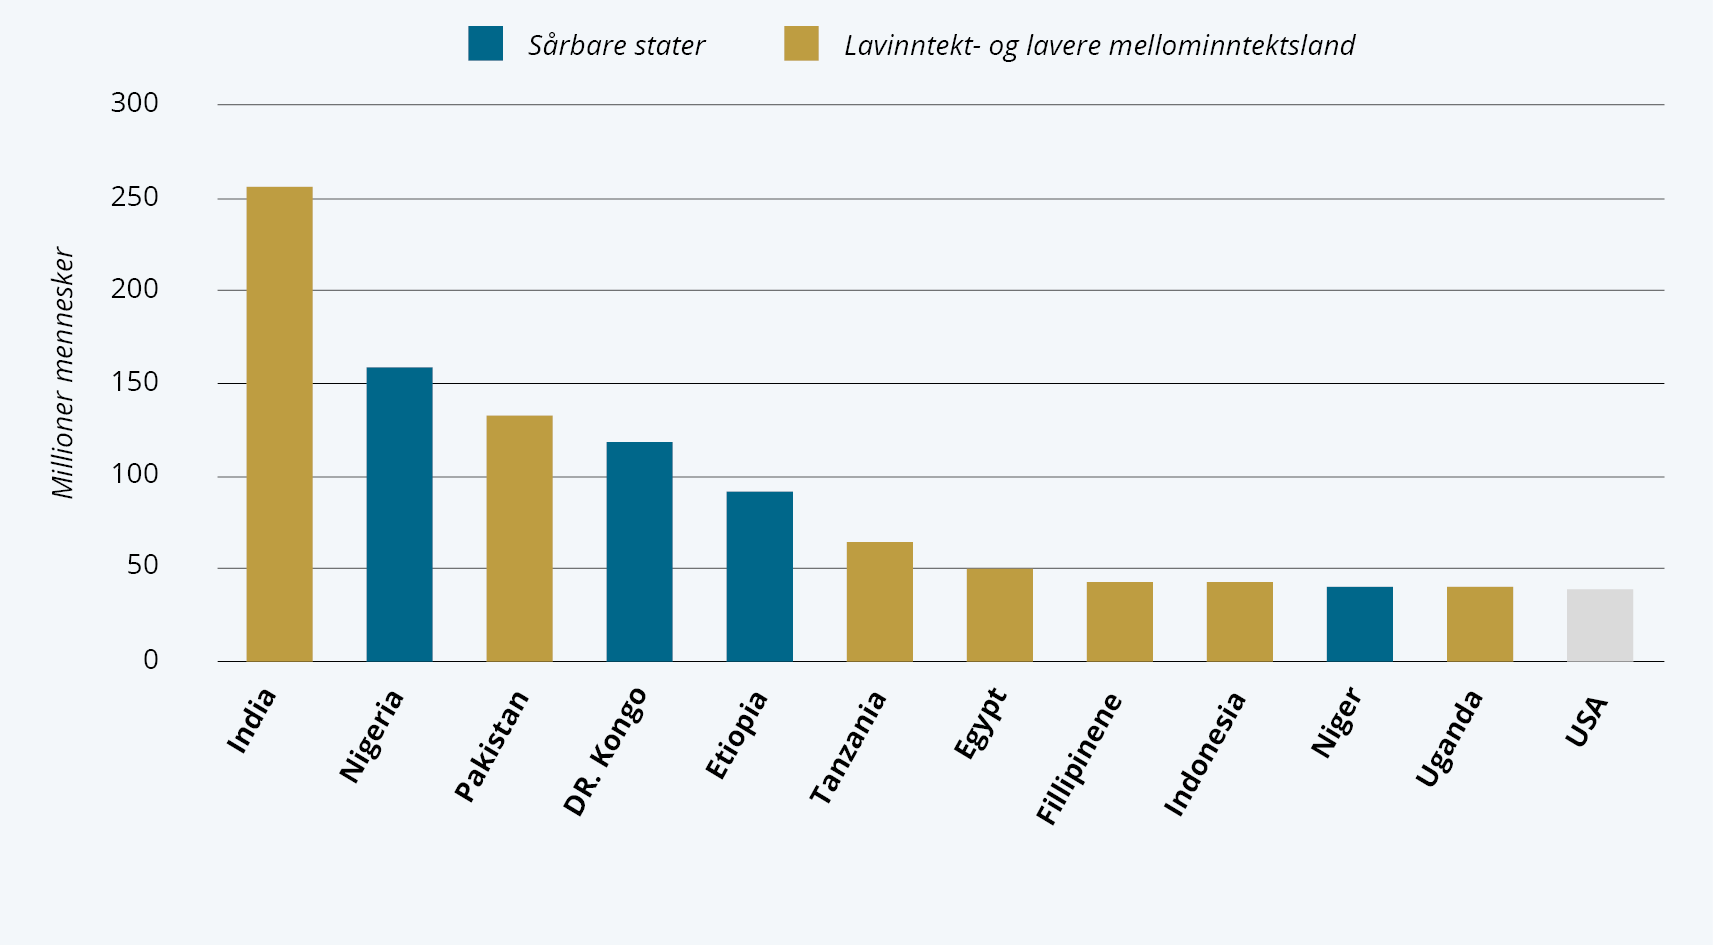 Sårbare stater
Lavinntekt- og lavere mellominntektsland
Millioner mennesker
300
250
200
150
100
50
0
India
Nigeria
Pakistan
DR. Kongo
Etiopia
Tanzania
Egypt
Fillipinene
Indonesia
Niger
Uganda
USA